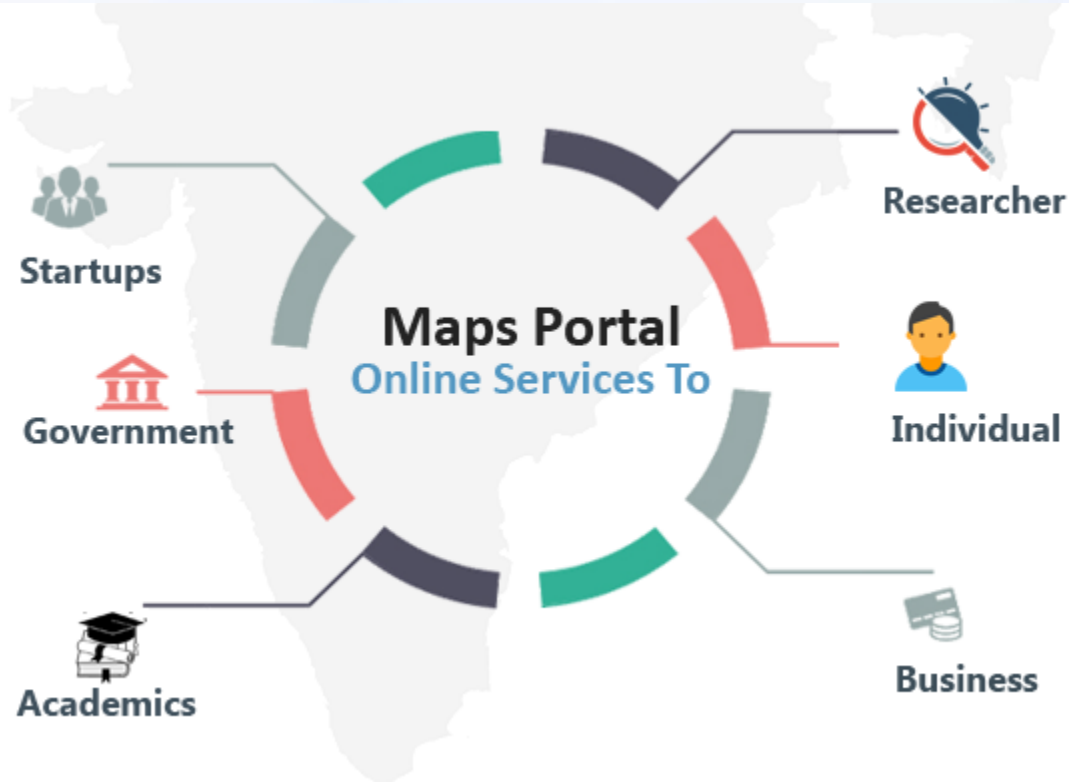 Researcher
Startups
Maps Portal
Online Services To
Government
Individual
Business
Academics